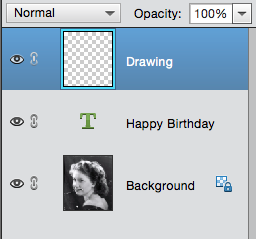 Normal Opacity: 100%
Drawing
T Happy Birthday
Background